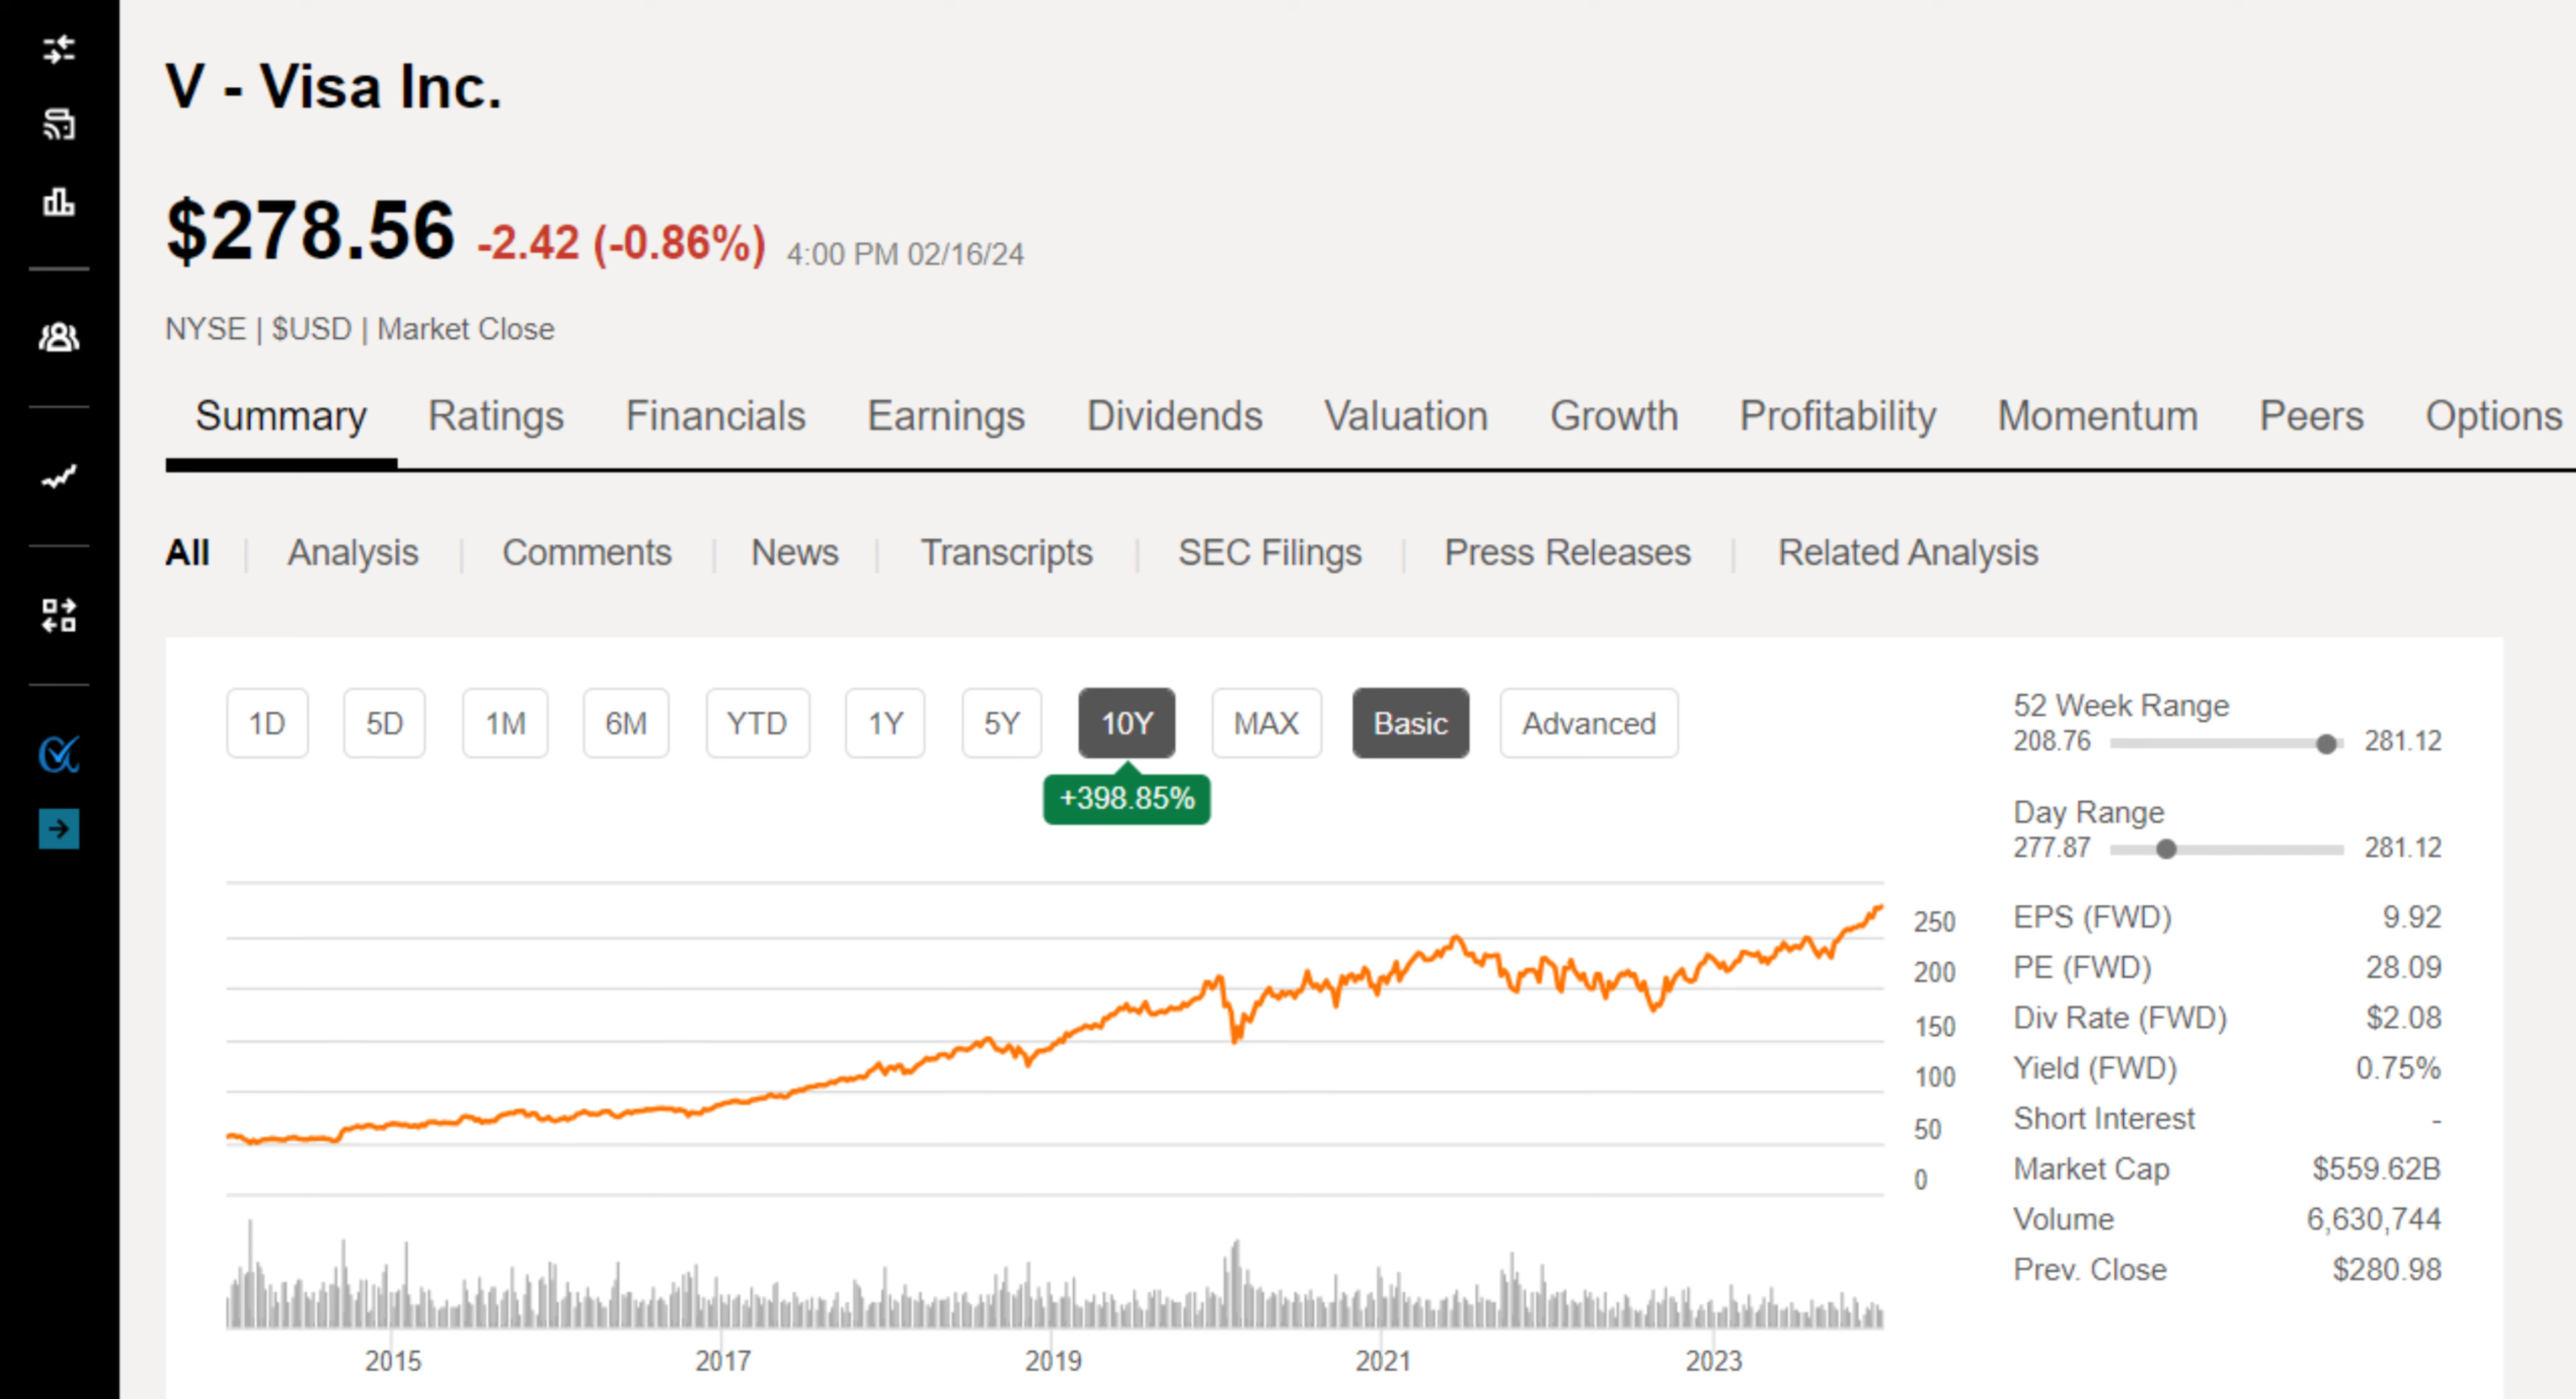 V - Visa Inc.
$278.56 -2.42 (-0.86%) 4:00 PM 02/16/24
NYSE | $USD | Market Close
Summary Ratings Financials Earnings Dividends Valuation Growth Profitability Momentum Peers Options
All | Analysis | Comments | News | Transcripts | SEC Filings | Press Releases | Related Analysis
1D 5D 1M 6M YTD 1Y 5Y 10Y MAX Basic Advanced
+398.85%
250
200
150
100
50
0
2015 2017 2019 2021 2023
52 Week Range
208.76 281.12
Day Range
277.87 281.12
EPS (FWD) 9.92
PE (FWD) 28.09
Div Rate (FWD) $2.08
Yield (FWD) 0.75%
Short Interest -
Market Cap $559.62B
Volume 6,630,744
Prev. Close $280.98